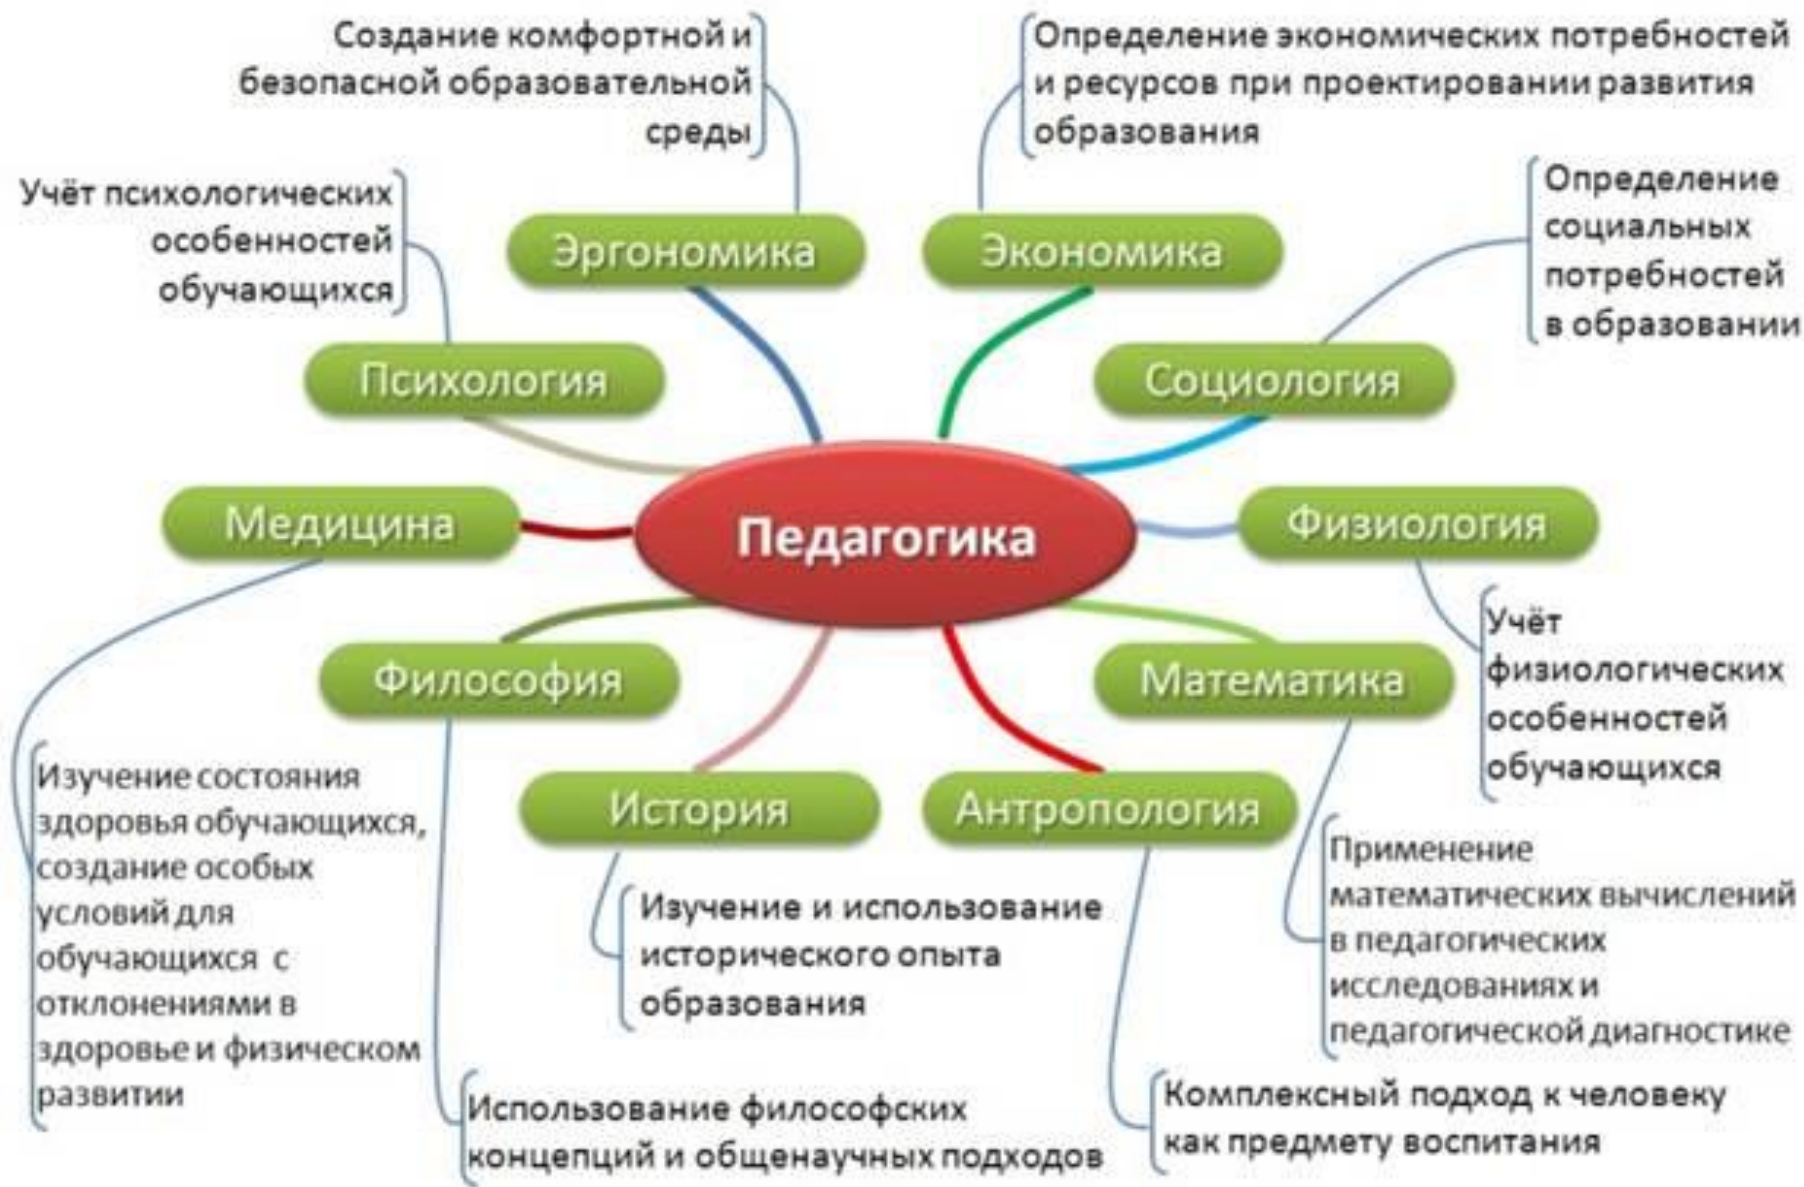 Создание комфортной и
безопасной образовательной
среды
Определение экономических потребностей
и ресурсов при проектировании развития
образования
Учёт психологических
особенностей
обучающихся
Определение
социальных
потребностей
в образовании
Эргономика
Экономика
Психология
Социология
Медицина
Педагогика
Физиология
Философия
Математика
Учёт
физиологических
особенностей
обучающихся
История
Антропология
Изучение состояния
здоровья обучающихся,
создание особых
условий для
обучающихся с
отклонениями в
здоровье и физическом
развитии
Изучение и использование
исторического опыта
образования
Применение
математических вычислений
в педагогических
исследованиях и
педагогической диагностике
Использование философских
концепций и общенаучных подходов
Комплексный подход к человеку
как предмету воспитания